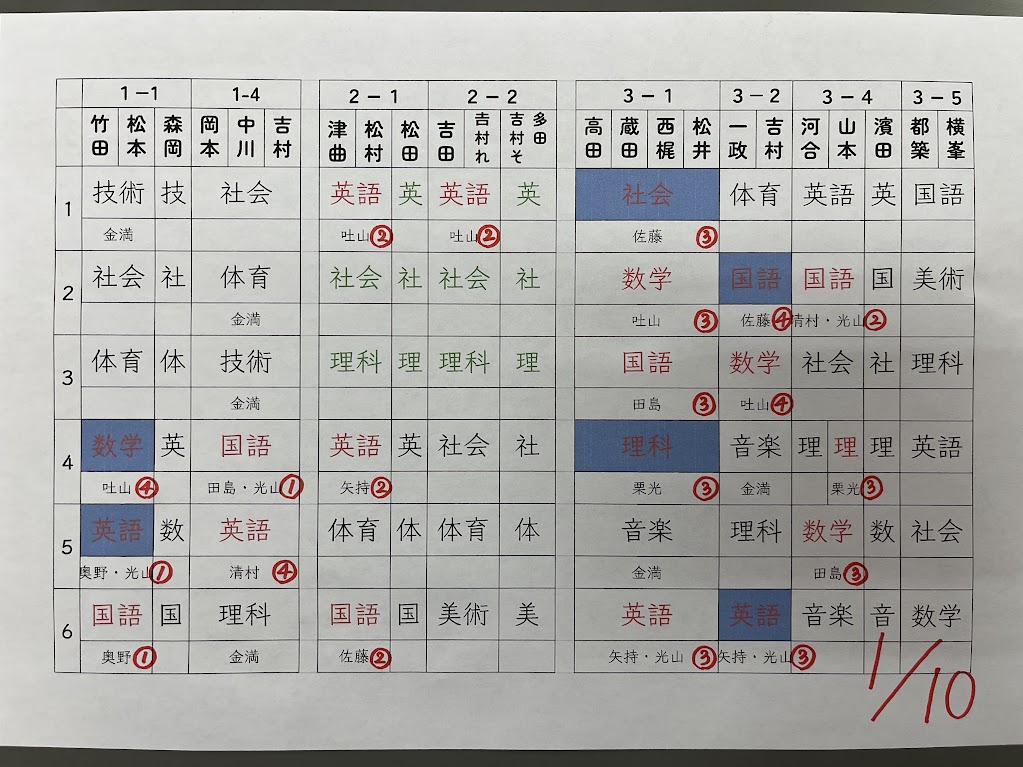 1-1 1-4 2-1 2-2 3-1 3-2 3-4 3-5
竹田 松本 森岡 岡本 中川 吉村 津曲 松村 松田 吉田 吉村れ 吉村そ 多田 高田 蔵田 西梶 松井 一政 吉村 河合 山本 濱田 都築 横峯
1 技術 技 社会 英語 英 英語 英 社会 体育 英語 英 国語
金満 吐山② 吐山② 佐藤 ③
2 社会 社 体育 社会 社 社会 社 数学 国語 国語 国 美術
金満 吐山 ③ 佐藤④ 清村・光山②
3 体育 体 技術 理科 理 理科 理 国語 数学 社会 社 理科
金満 田島 ③ 吐山④
4 数学 英 国語 英語 英 社会 社 理科 音楽 理 理 理 英語
吐山④ 田島・光山① 矢持② 栗光 ③ 金満 栗光③
5 英語 数 英語 体育 体 体育 体 音楽 理科 数学 数 社会
奥野・光山① 清村 ④ 金満 田島③
6 国語 国 理科 国語 国 美術 美 英語 英語 音楽 音 数学
奥野① 金満 佐藤② 矢持・光山 ③ 矢持・光山③
1/10